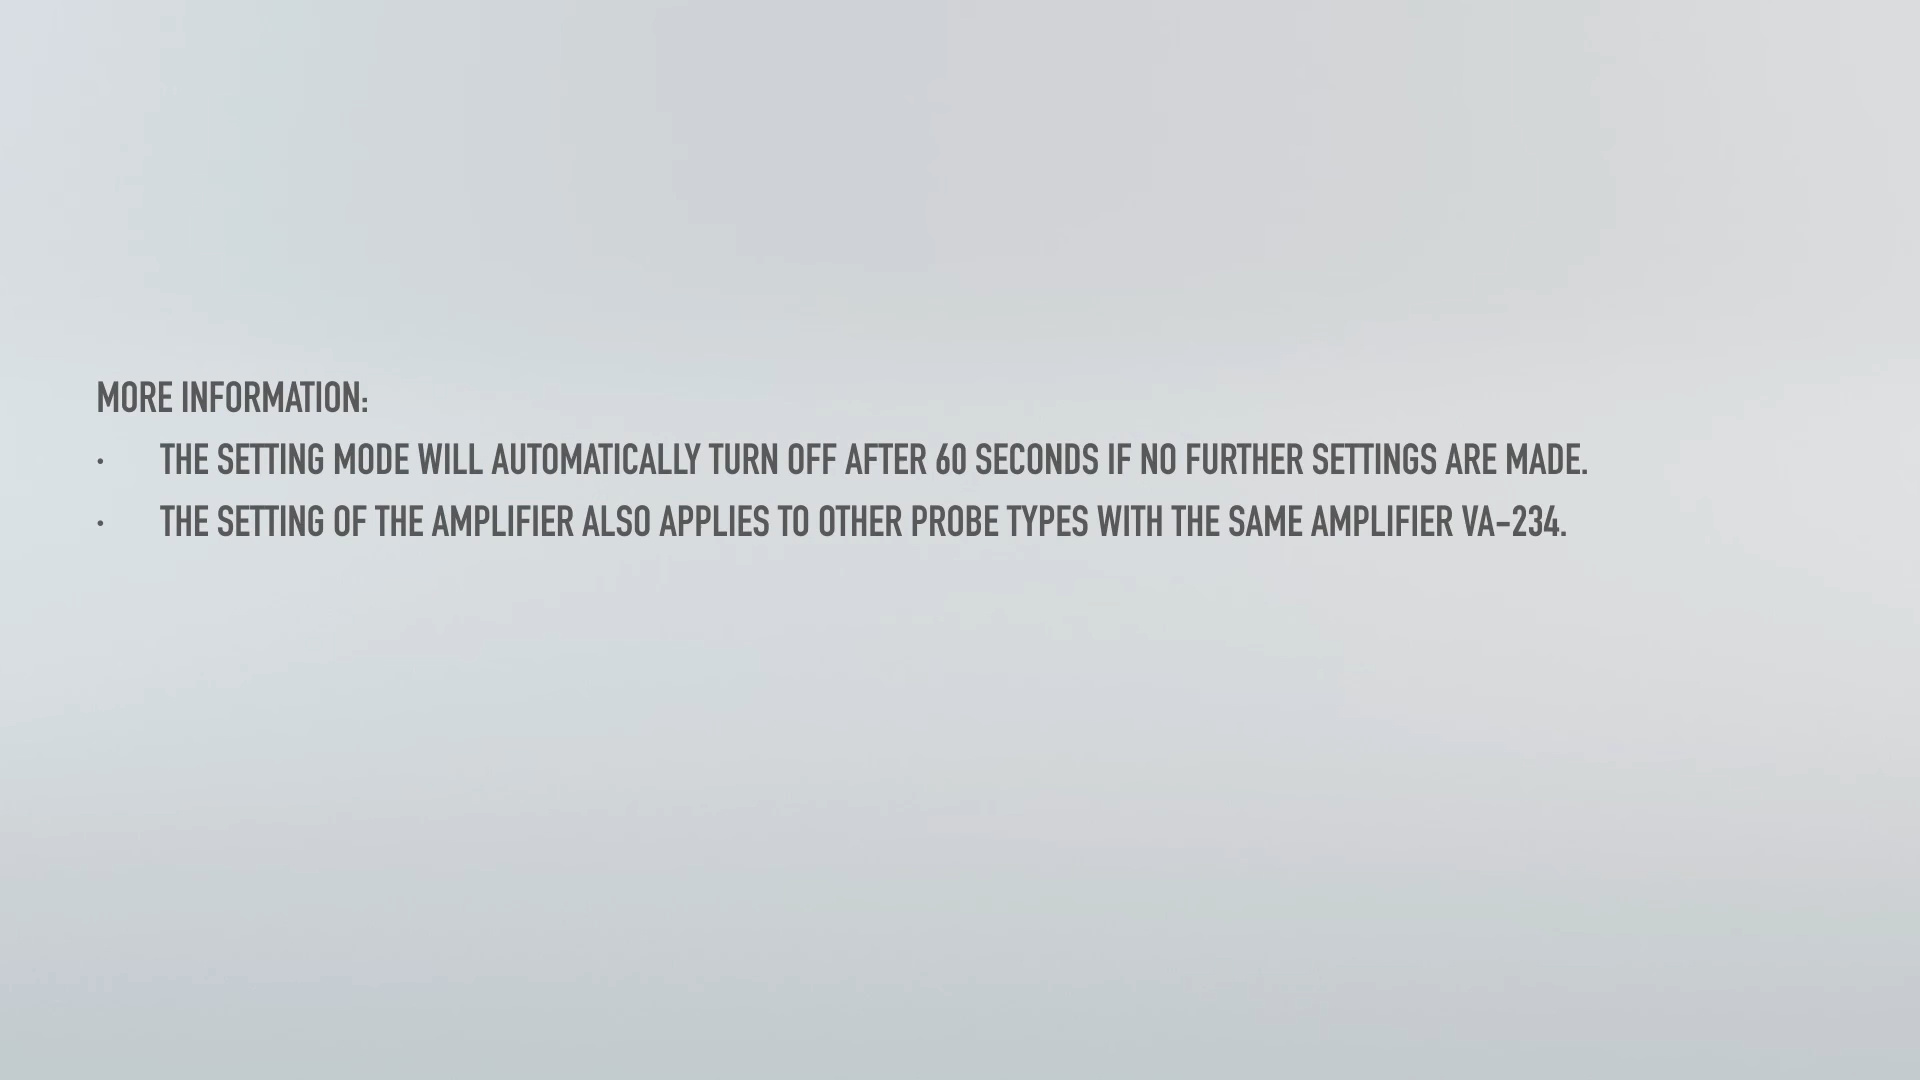 MORE INFORMATION:
· THE SETTING MODE WILL AUTOMATICALLY TURN OFF AFTER 60 SECONDS IF NO FURTHER SETTINGS ARE MADE.
· THE SETTING OF THE AMPLIFIER ALSO APPLIES TO OTHER PROBE TYPES WITH THE SAME AMPLIFIER VA-234.